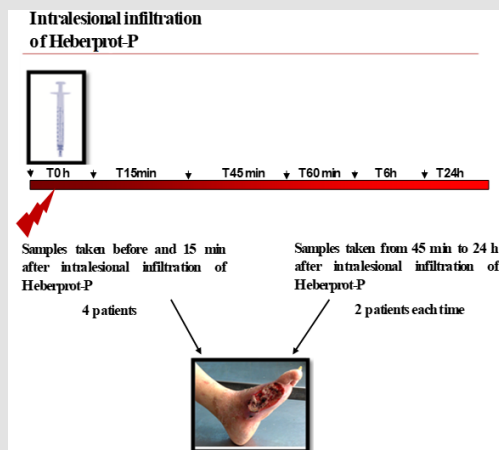 Intralesional infiltration
of Heberprot-P
T0 h T15min T45 min T60 min T6h T24h
Samples taken before and 15 min
after intralesional infiltration of
Heberprot-P
4 patients
Samples taken from 45 min to 24 h
after intralesional infiltration of
Heberprot-P
2 patients each time